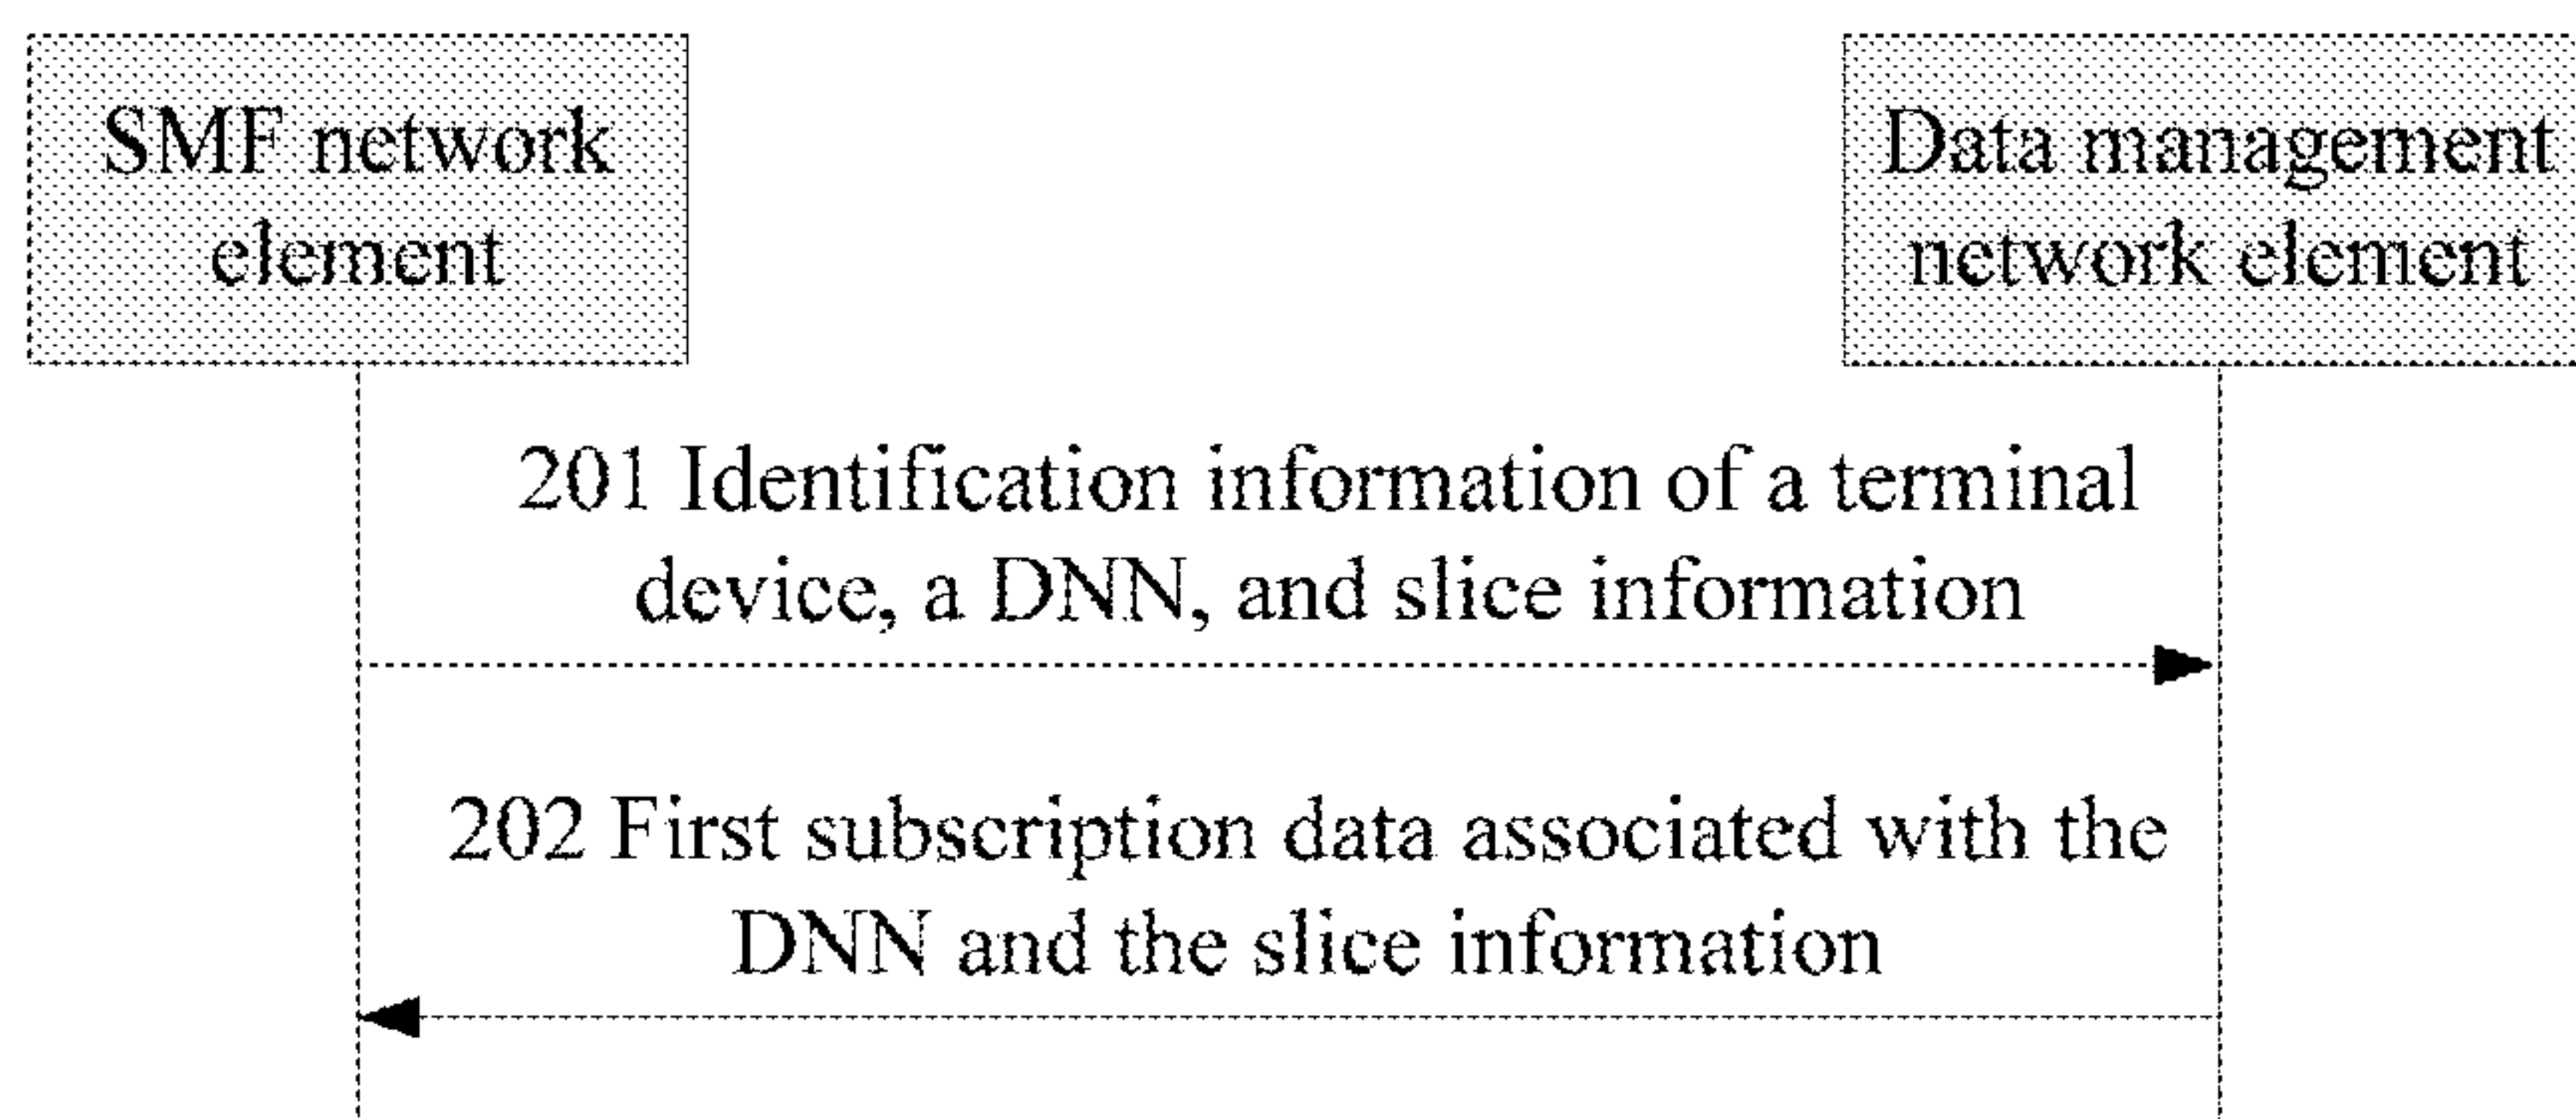 SMF network
element
Data management
network element
201 Identification information of a terminal
device, a DNN, and slice information
202 First subscription data associated with the
DNN and the slice information